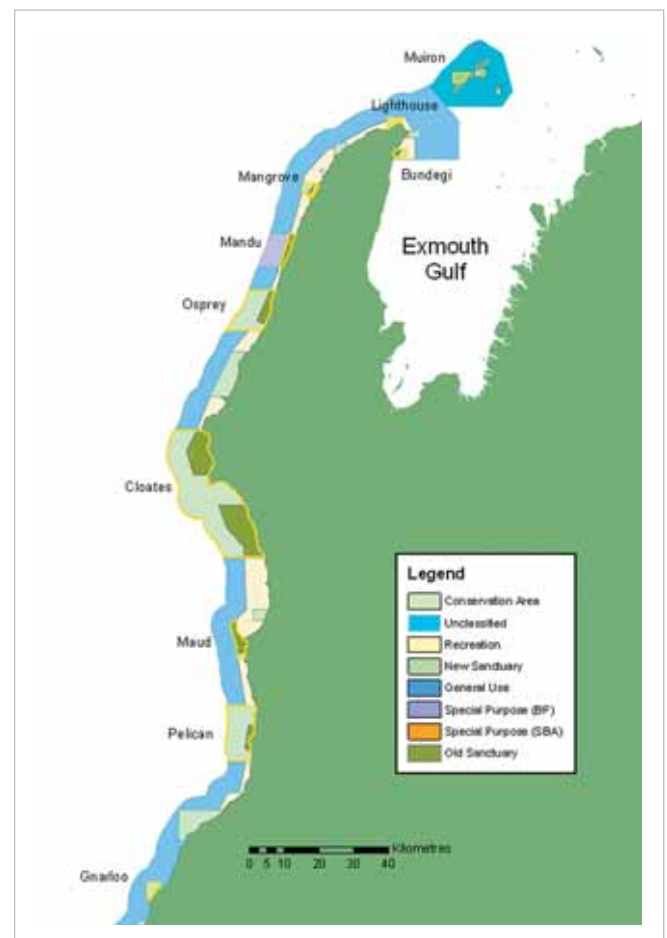 Muiron
Lighthouse
Mangrove
Bundegi
Mandu
Exmouth
Gulf
Osprey
Cloates
Legend
Conservation Area
Unclassified
Recreation
New Sanctuary
General Use
Special Purpose (BF)
Special Purpose (SBA)
Old Sanctuary
Maud
Pelican
Kilometres
0 5 10 20 30 40
Gnarloo